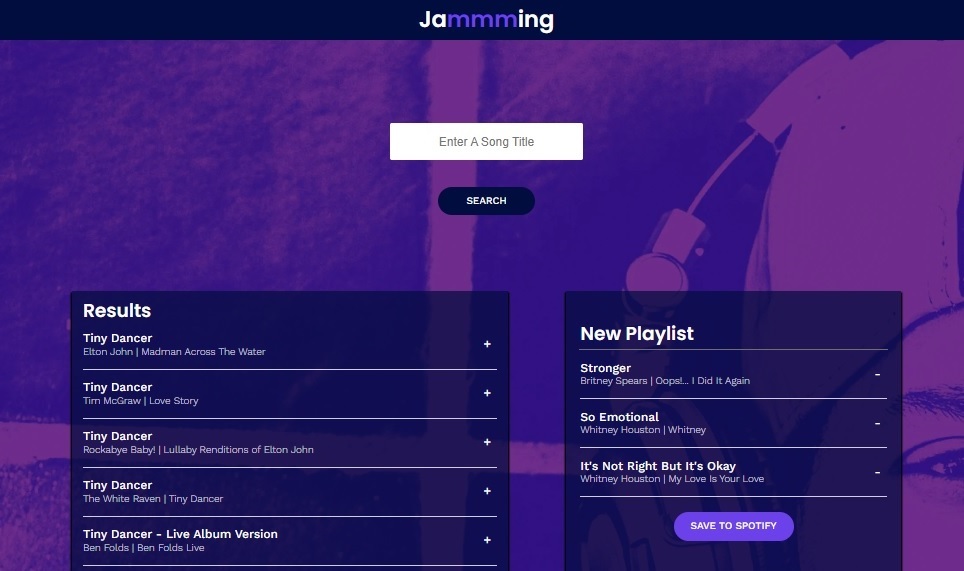 Jammming
Enter A Song Title
SEARCH
Results
Tiny Dancer
Elton John | Madman Across The Water
+
Tiny Dancer
Tim McGraw | Love Story
+
Tiny Dancer
Rockabye Baby! | Lullaby Renditions of Elton John
+
Tiny Dancer
The White Raven | Tiny Dancer
+
Tiny Dancer - Live Album Version
Ben Folds | Ben Folds Live
+
New Playlist
Stronger
Britney Spears | Oops!... I Did It Again
-
So Emotional
Whitney Houston | Whitney
-
It's Not Right But It's Okay
Whitney Houston | My Love Is Your Love
-
SAVE TO SPOTIFY